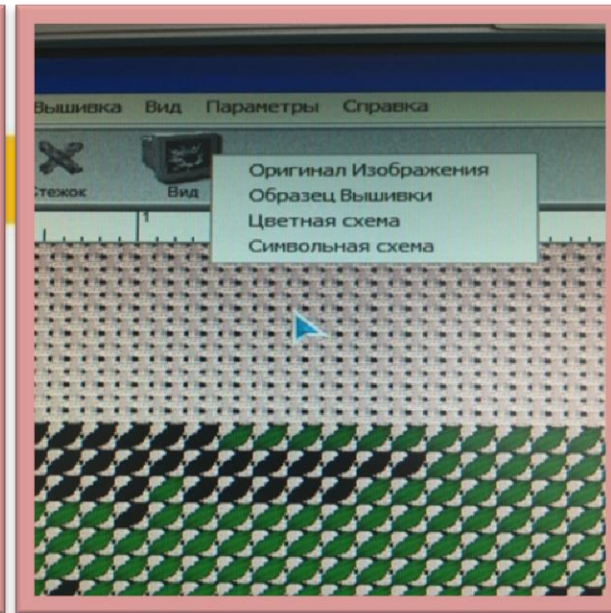 Вышивка Вид Параметры Справка
Стежок Вид
1
Оригинал Изображения
Образец Вышивки
Цветная схема
Символьная схема